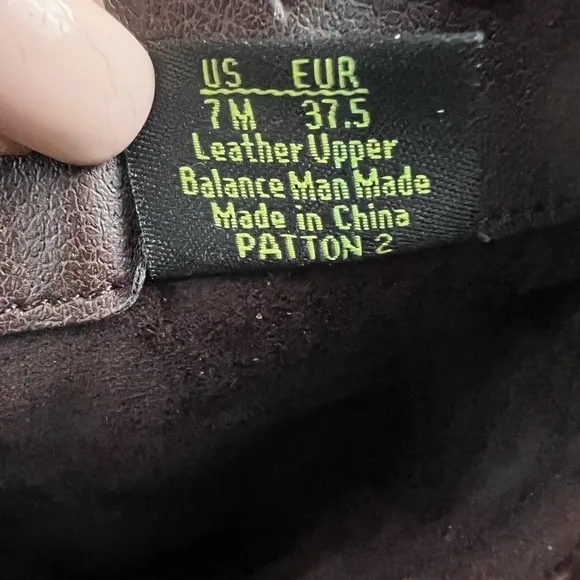 US EUR
7M 37.5
Leather Upper
Balance Man Made
Made in China
PATTON 2